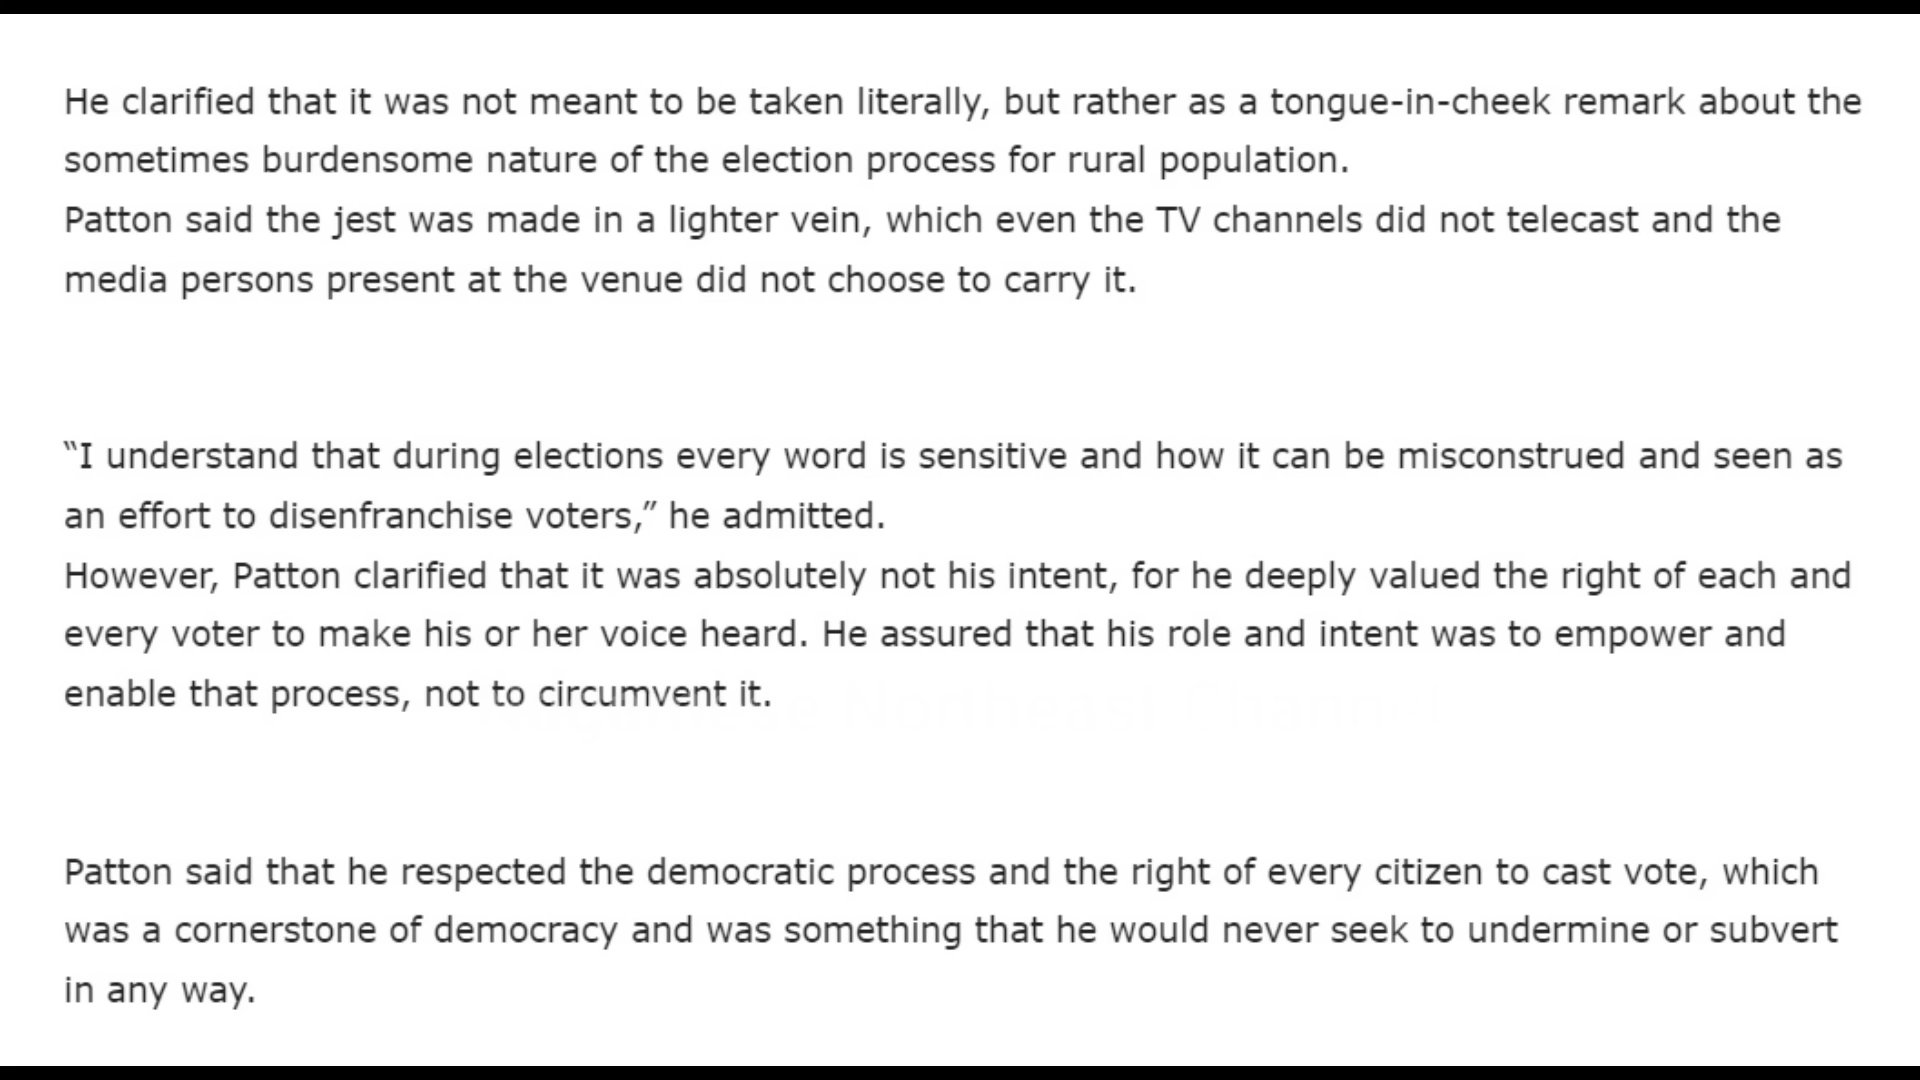 He clarified that it was not meant to be taken literally, but rather as a tongue-in-cheek remark about the
sometimes burdensome nature of the election process for rural population.
Patton said the jest was made in a lighter vein, which even the TV channels did not telecast and the
media persons present at the venue did not choose to carry it.
“I understand that during elections every word is sensitive and how it can be misconstrued and seen as
an effort to disenfranchise voters,” he admitted.
However, Patton clarified that it was absolutely not his intent, for he deeply valued the right of each and
every voter to make his or her voice heard. He assured that his role and intent was to empower and
enable that process, not to circumvent it.
Patton said that he respected the democratic process and the right of every citizen to cast vote, which
was a cornerstone of democracy and was something that he would never seek to undermine or subvert
in any way.